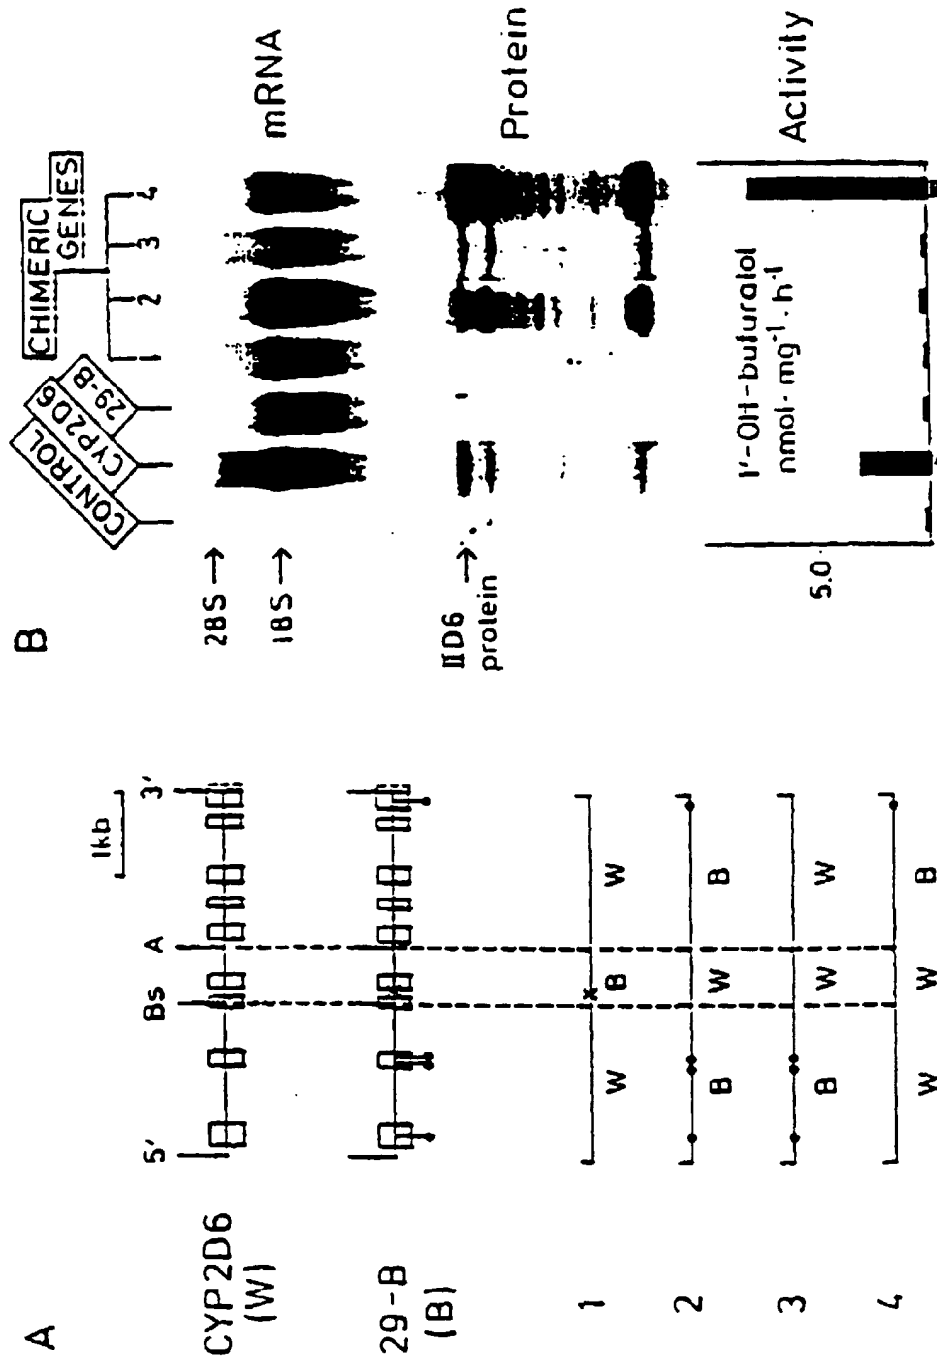 A
5'
Bs
A
3'
1kb
CYP2D6
(W)
29-B
(B)
1
W
B
W
2
B
W
B
3
B
W
W
4
W
W
B
B
CONTROL
CYP2D6
29-B
CHIMERIC
GENES
1
2
3
4
28S →
18S →
mRNA
IID6 →
protein
Protein
5.0
1'-OH-bufuralol
nmol·mg⁻¹·h⁻¹
Activity